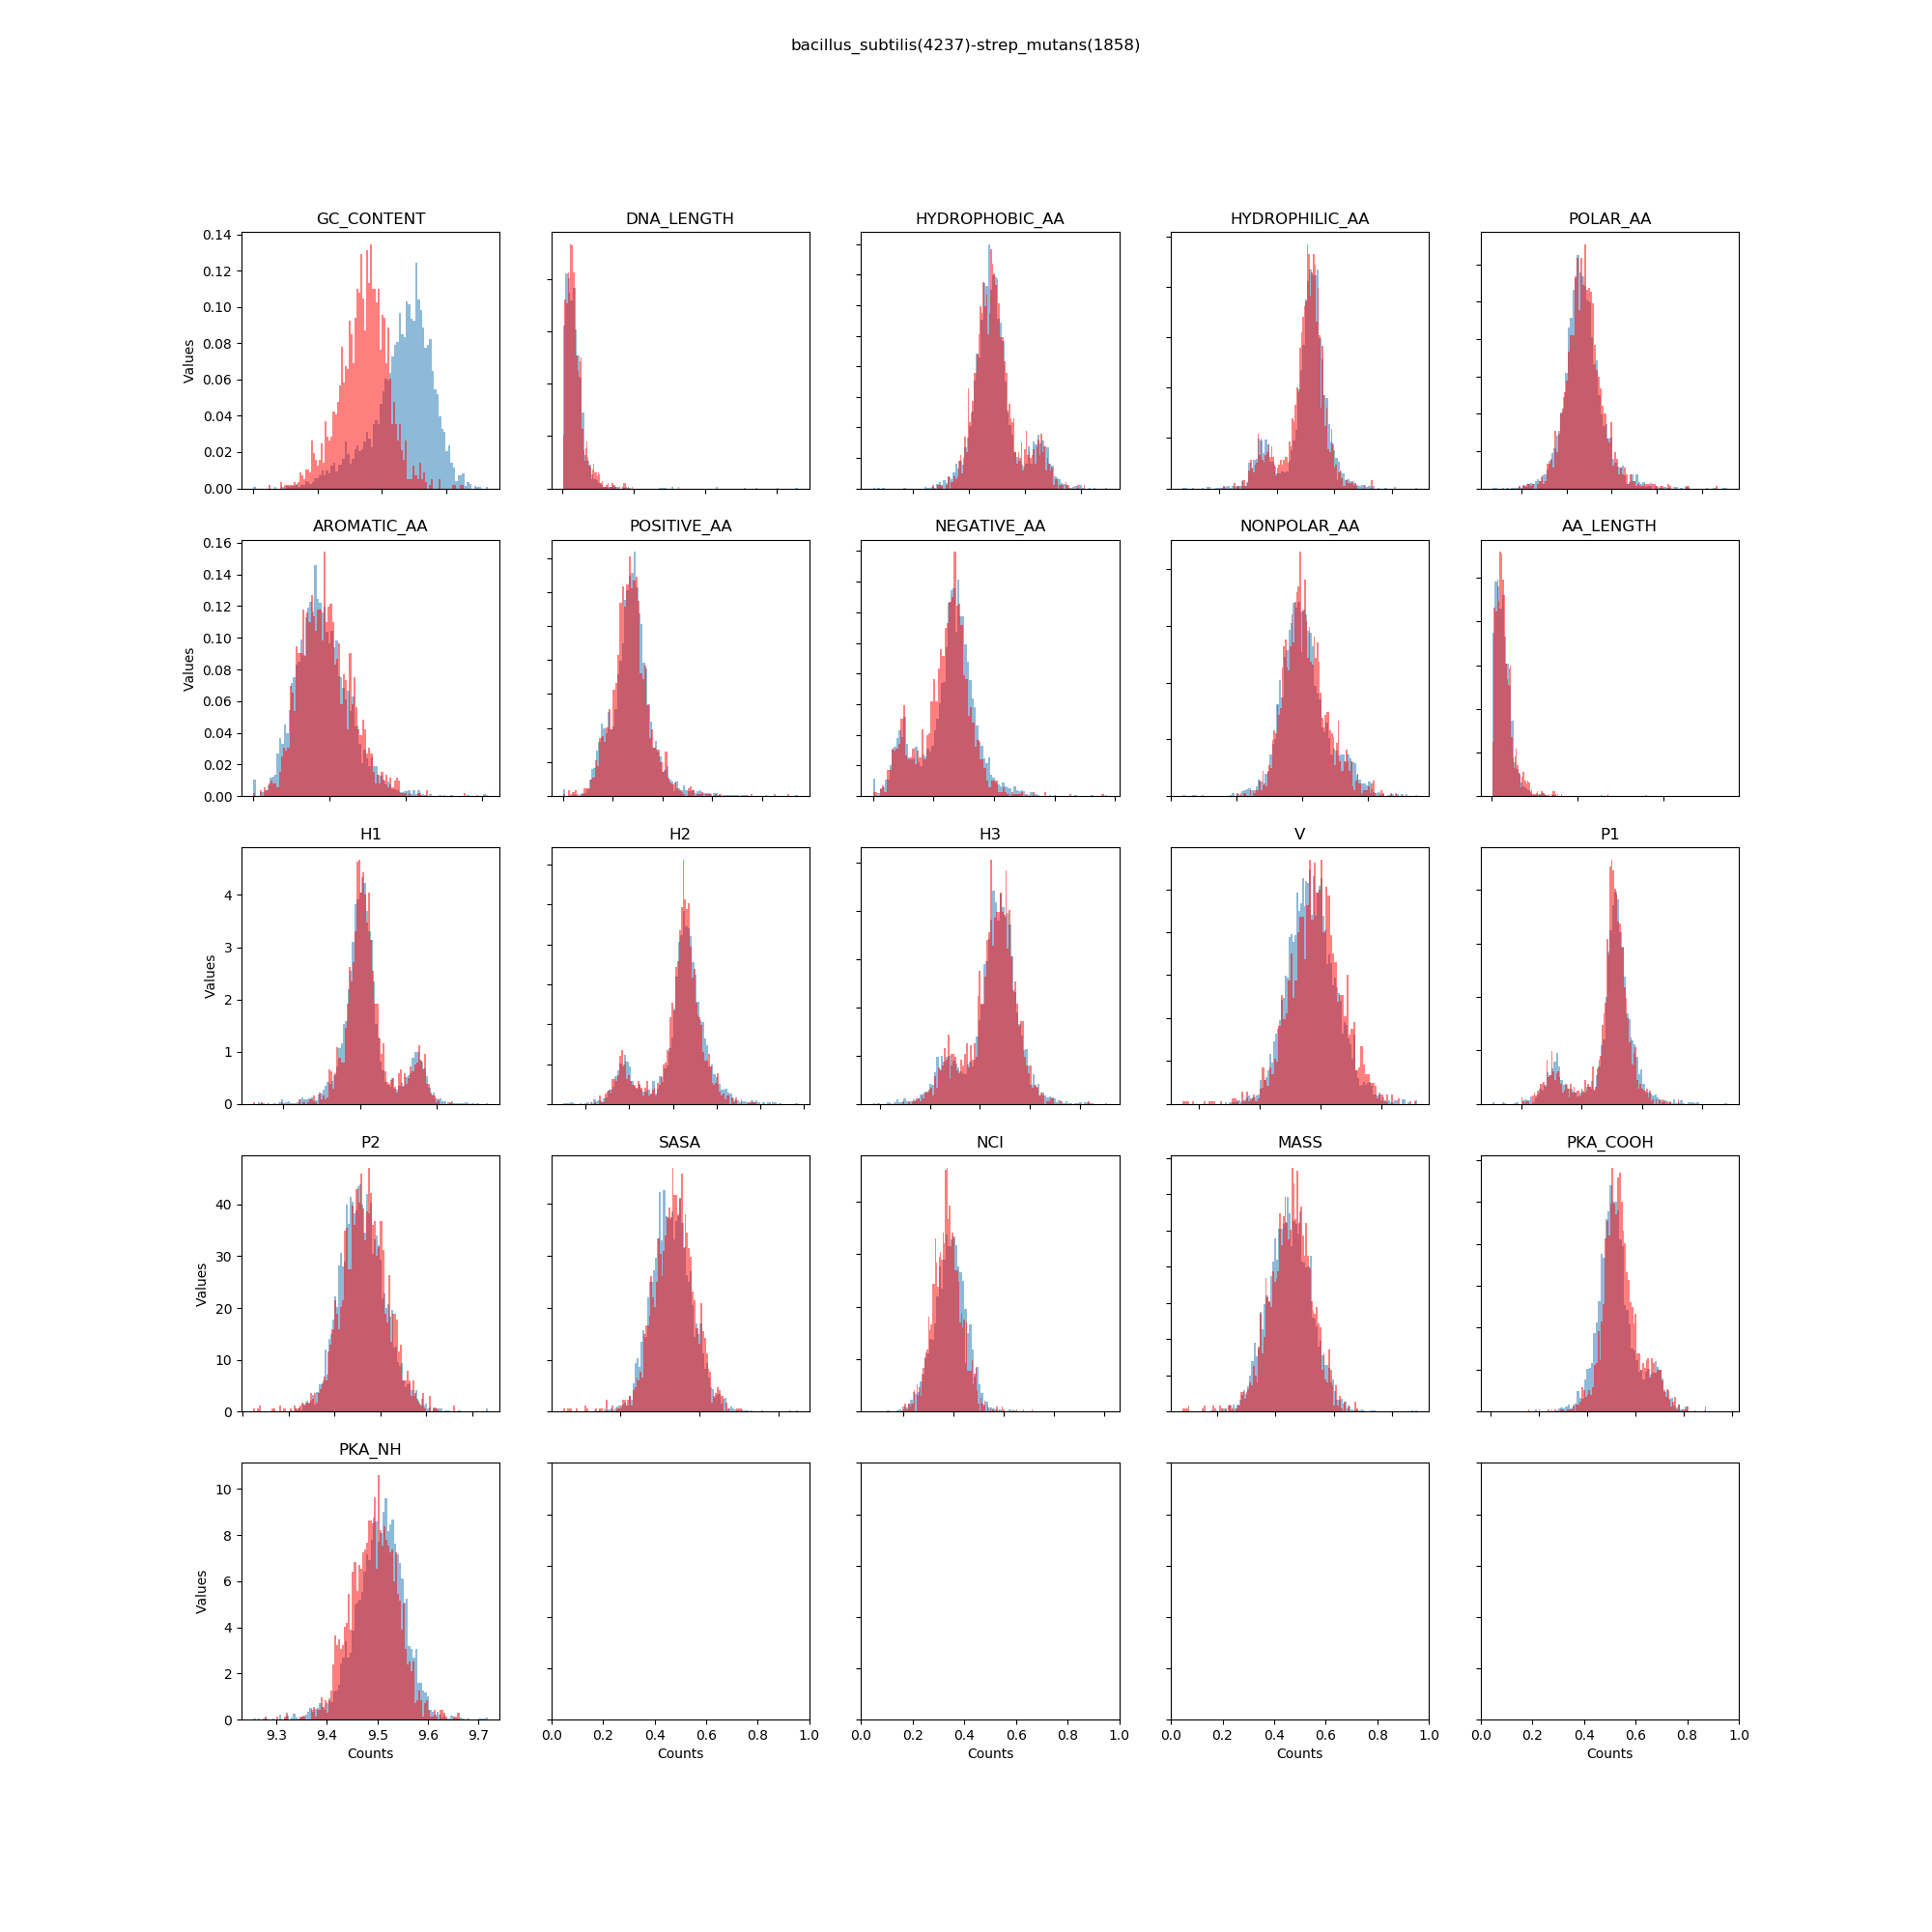 bacillus_subtilis(4237)-strep_mutans(1858)
GC_CONTENT DNA_LENGTH HYDROPHOBIC_AA HYDROPHILIC_AA POLAR_AA
0.14
0.12
0.10
0.08
0.06
0.04
0.02
0.00
Values
AROMATIC_AA POSITIVE_AA NEGATIVE_AA NONPOLAR_AA AA_LENGTH
0.16
0.14
0.12
0.10
0.08
0.06
0.04
0.02
0.00
Values
H1 H2 H3 V P1
4
3
2
1
0
Values
P2 SASA NCI MASS PKA_COOH
40
30
20
10
0
Values
PKA_NH
10
8
6
4
2
0
Values
9.3 9.4 9.5 9.6 9.7 0.0 0.2 0.4 0.6 0.8 1.0 0.0 0.2 0.4 0.6 0.8 1.0 0.0 0.2 0.4 0.6 0.8 1.0 0.0 0.2 0.4 0.6 0.8 1.0
Counts Counts Counts Counts Counts